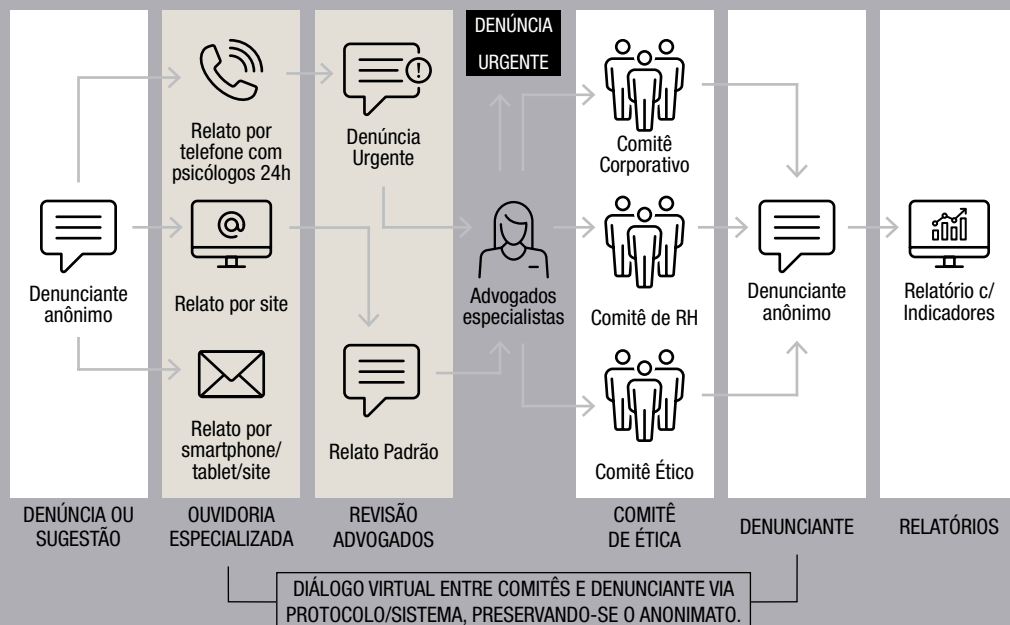 DENÚNCIA
URGENTE
Denunciante
anônimo
Relato por
telefone com
psicólogos 24h
@
Relato por site
Relato por
smartphone/
tablet/site
!
Denúncia
Urgente
Relato Padrão
Advogados
especialistas
Comitê
Corporativo
Comitê de RH
Comitê Ético
Denunciante
anônimo
Relatório c/
Indicadores
DENÚNCIA OU
SUGESTÃO
OUVIDORIA
ESPECIALIZADA
REVISÃO
ADVOGADOS
COMITÊ
DE ÉTICA
DENUNCIANTE
RELATÓRIOS
DIÁLOGO VIRTUAL ENTRE COMITÊS E DENUNCIANTE VIA
PROTOCOLO/SISTEMA, PRESERVANDO-SE O ANONIMATO.